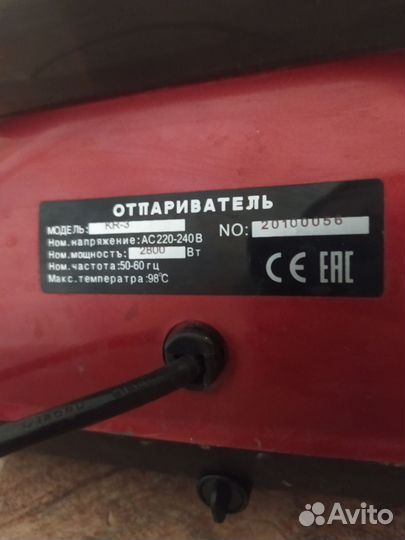 ОТПАРИВАТЕЛЬ
МОДЕЛЬ: KR-3 NO: 20100056
Ном.напряжение:AC220-240В
Ном.мощность: 2800 Вт
Ном.частота:50-60 гц
Макс.температра:98°C
CE EAC
Avito